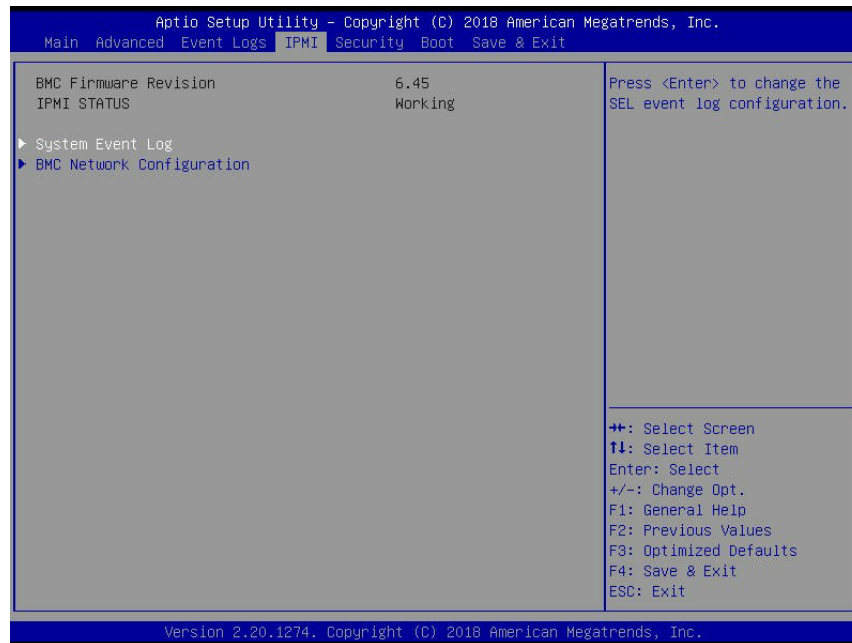 Aptio Setup Utility – Copyright (C) 2018 American Megatrends, Inc.
Main Advanced Event Logs IPMI Security Boot Save & Exit
BMC Firmware Revision 6.45
IPMI STATUS Working
System Event Log
BMC Network Configuration
Press <Enter> to change the
SEL event log configuration.
→←: Select Screen
↑↓: Select Item
Enter: Select
+/-: Change Opt.
F1: General Help
F2: Previous Values
F3: Optimized Defaults
F4: Save & Exit
ESC: Exit
Version 2.20.1274. Copyright (C) 2018 American Megatrends, Inc.